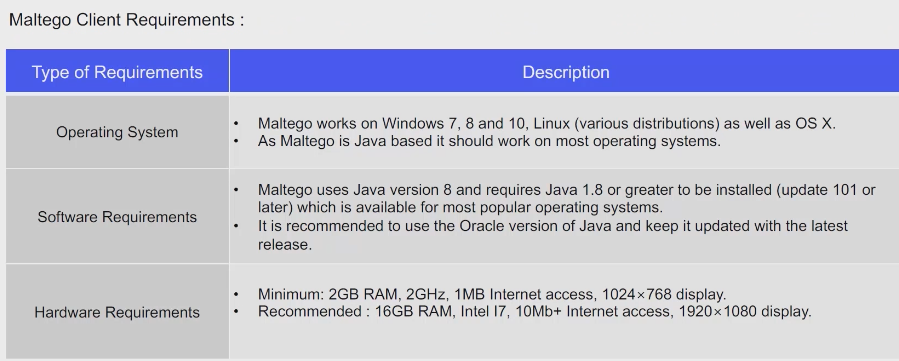 Maltego Client Requirements :
Type of Requirements
Description
Operating System
• Maltego works on Windows 7, 8 and 10, Linux (various distributions) as well as OS X.
• As Maltego is Java based it should work on most operating systems.
Software Requirements
• Maltego uses Java version 8 and requires Java 1.8 or greater to be installed (update 101 or
later) which is available for most popular operating systems.
• It is recommended to use the Oracle version of Java and keep it updated with the latest
release.
Hardware Requirements
• Minimum: 2GB RAM, 2GHz, 1MB Internet access, 1024×768 display.
• Recommended : 16GB RAM, Intel I7, 10Mb+ Internet access, 1920×1080 display.